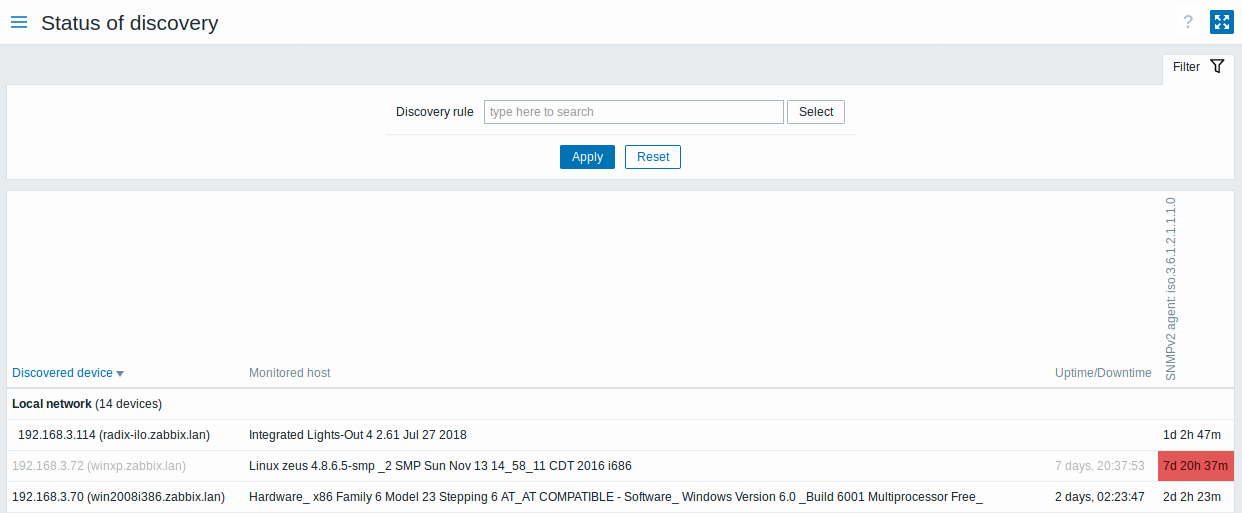 Status of discovery
?
Filter
Discovery rule type here to search Select
Apply Reset
Discovered device Monitored host Uptime/Downtime SNMPv2 agent: iso.3.6.1.2.1.1.1.0
Local network (14 devices)
192.168.3.114 (radix-ilo.zabbix.lan) Integrated Lights-Out 4 2.61 Jul 27 2018 1d 2h 47m
192.168.3.72 (winxp.zabbix.lan) Linux zeus 4.8.6.5-smp _2 SMP Sun Nov 13 14_58_11 CDT 2016 i686 7 days, 20:37:53 7d 20h 37m
192.168.3.70 (win2008i386.zabbix.lan) Hardware_ x86 Family 6 Model 23 Stepping 6 AT_AT COMPATIBLE - Software_ Windows Version 6.0 _Build 6001 Multiprocessor Free_ 2 days, 02:23:47 2d 2h 23m